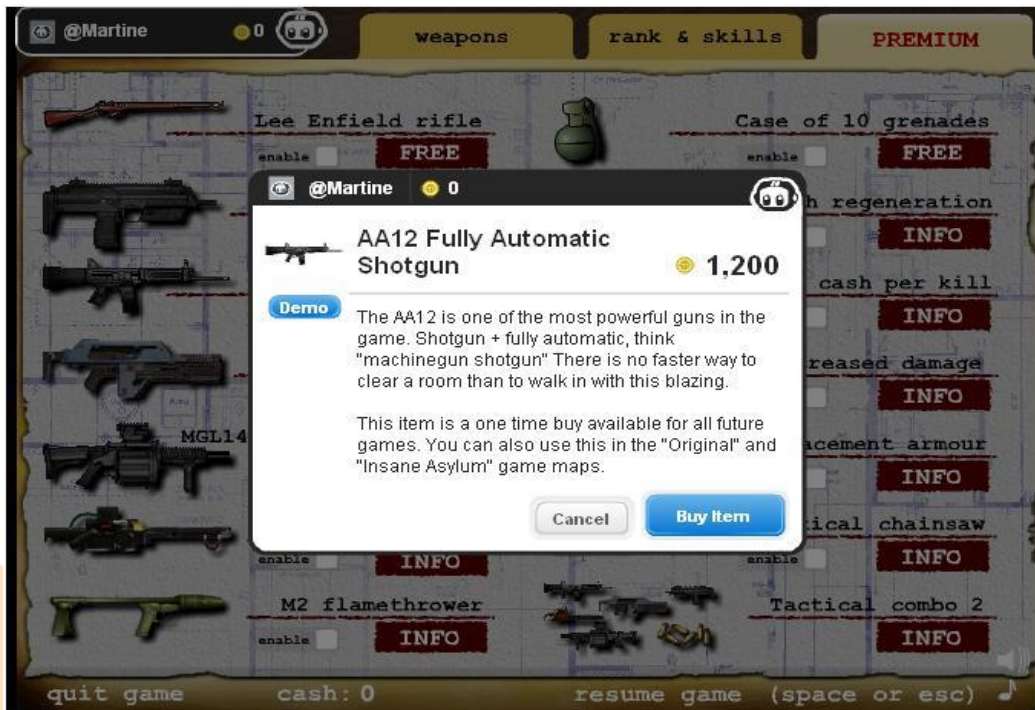 @Martine 0
weapons
rank & skills
PREMIUM
Lee Enfield rifle
enable FREE
Case of 10 grenades
enable FREE
@Martine 0
AA12 Fully Automatic
Shotgun
1,200
Demo
The AA12 is one of the most powerful guns in the
game. Shotgun + fully automatic, think
"machinegun shotgun" There is no faster way to
clear a room than to walk in with this blazing.
This item is a one time buy available for all future
games. You can also use this in the "Original" and
"Insane Asylum" game maps.
Cancel
Buy Item
regeneration
INFO
cash per kill
INFO
damage
INFO
MGL14
armour
INFO
chainsaw
enable INFO
enable INFO
M2 flamethrower
enable INFO
Tactical combo 2
enable INFO
quit game
cash: 0
resume game (space or esc)